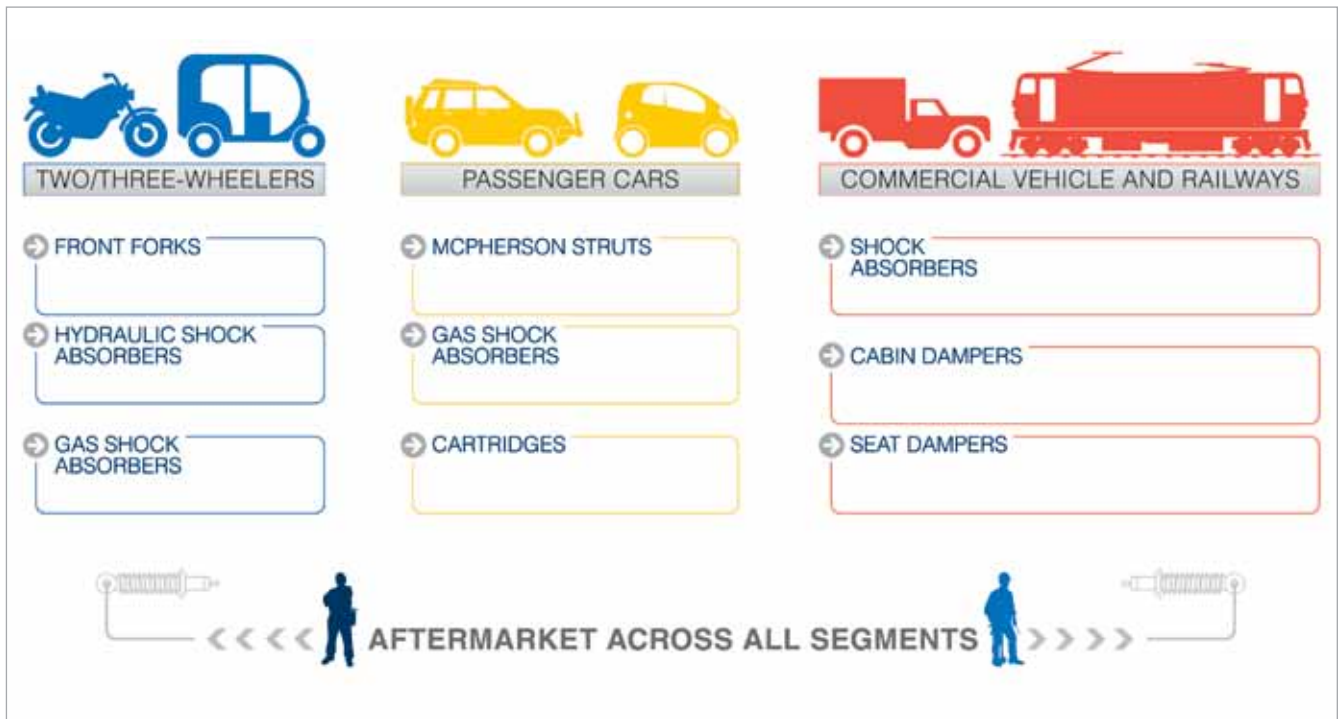 TWO/THREE-WHEELERS
FRONT FORKS
HYDRAULIC SHOCK
ABSORBERS
GAS SHOCK
ABSORBERS
PASSENGER CARS
MCPHERSON STRUTS
GAS SHOCK
ABSORBERS
CARTRIDGES
COMMERCIAL VEHICLE AND RAILWAYS
SHOCK
ABSORBERS
CABIN DAMPERS
SEAT DAMPERS
AFTERMARKET ACROSS ALL SEGMENTS